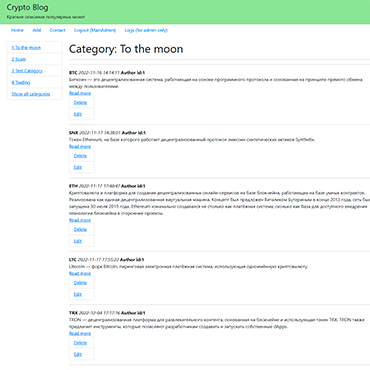 Crypto Blog
Краткое описание популярных монет
Home Add Contact Logout (MainAdmin) Logs (for admin only)
1 To the moon
2 Scam
3 Test Category
4 Trading
Show all categories
Category: To the moon
BTC 2022-11-16 14:14:11 Author id:1
Биткоин — это децентрализованная система, работающая на основе программного протокола и основанная на принципе прямого обмена
между пользователями.
Read more
Delete
Edit
SNX 2022-11-17 14:38:01 Author id:1
Токен Ethereum, на базе которого работает децентрализованный протокол эмиссии синтетических активов Synthetix.
Read more
Delete
Edit
ETH 2022-11-17 17:48:47 Author id:1
Криптовалюта и платформа для создания децентрализованных онлайн-сервисов на базе блокчейна, работающих на базе умных контрактов.
Реализована как единая децентрализованная виртуальная машина. Концепт был предложен Виталиком Бутериным в конце 2013 года, сеть была
запущена 30 июля 2015 года. Ethereum изначально создавался не столько как платёжная система, сколько как база для доступного внедрения
технологии блокчейн в сторонние проекты.
Read more
Delete
Edit
LTC 2022-11-17 17:55:22 Author id:1
Litecoin — форк Bitcoin, пиринговая электронная платёжная система, использующая одноимённую криптовалюту.
Read more
Delete
Edit
TRX 2022-12-04 17:17:16 Author id:1
TRON — децентрализованная платформа для развлекательного контента, основанная на блокчейне и использующая токен TRX. TRON также
предлагает инструменты, которые позволяют разработчикам создавать и запускать собственные dApps.
Read more
Delete
Edit